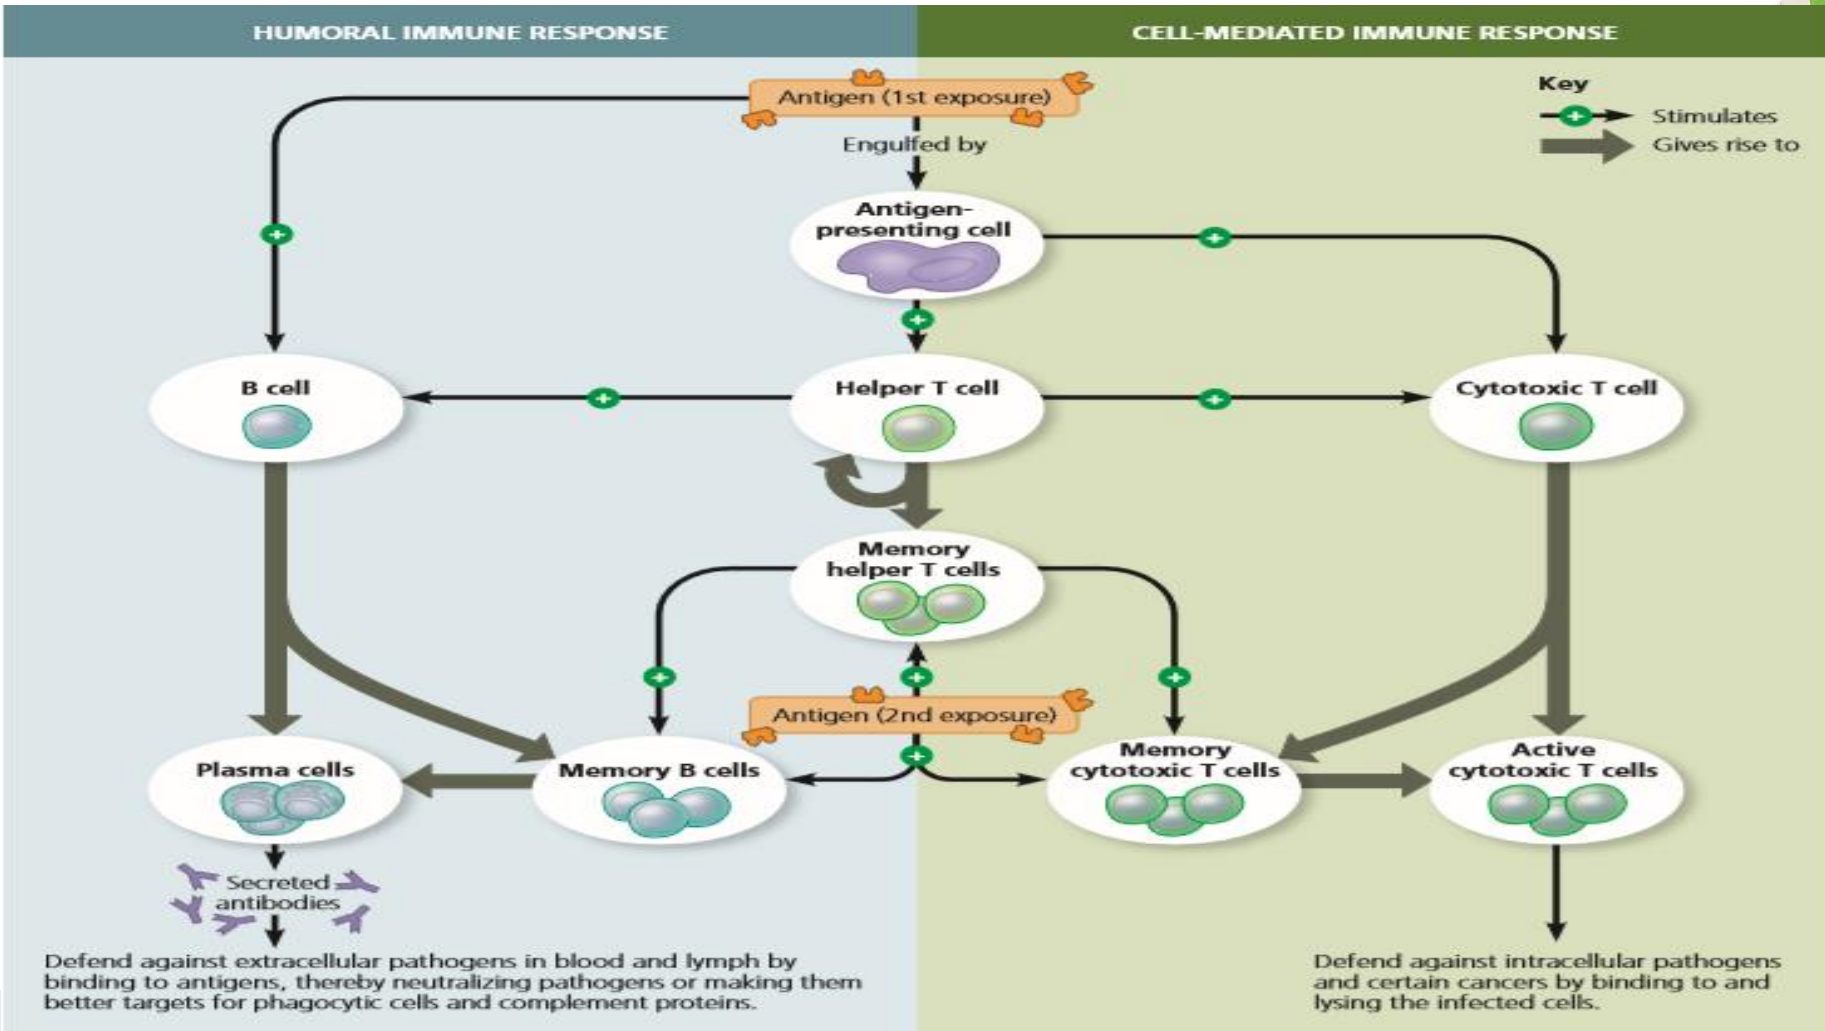 HUMORAL IMMUNE RESPONSE
CELL-MEDIATED IMMUNE RESPONSE
Antigen (1st exposure)
Engulfed by
Key
Stimulates
Gives rise to
Antigen-
presenting cell
B cell
Helper T cell
Cytotoxic T cell
Memory
helper T cells
Antigen (2nd exposure)
Plasma cells
Memory B cells
Memory
cytotoxic T cells
Active
cytotoxic T cells
Secreted
antibodies
Defend against extracellular pathogens in blood and lymph by
binding to antigens, thereby neutralizing pathogens or making them
better targets for phagocytic cells and complement proteins.
Defend against intracellular pathogens
and certain cancers by binding to and
lysing the infected cells.